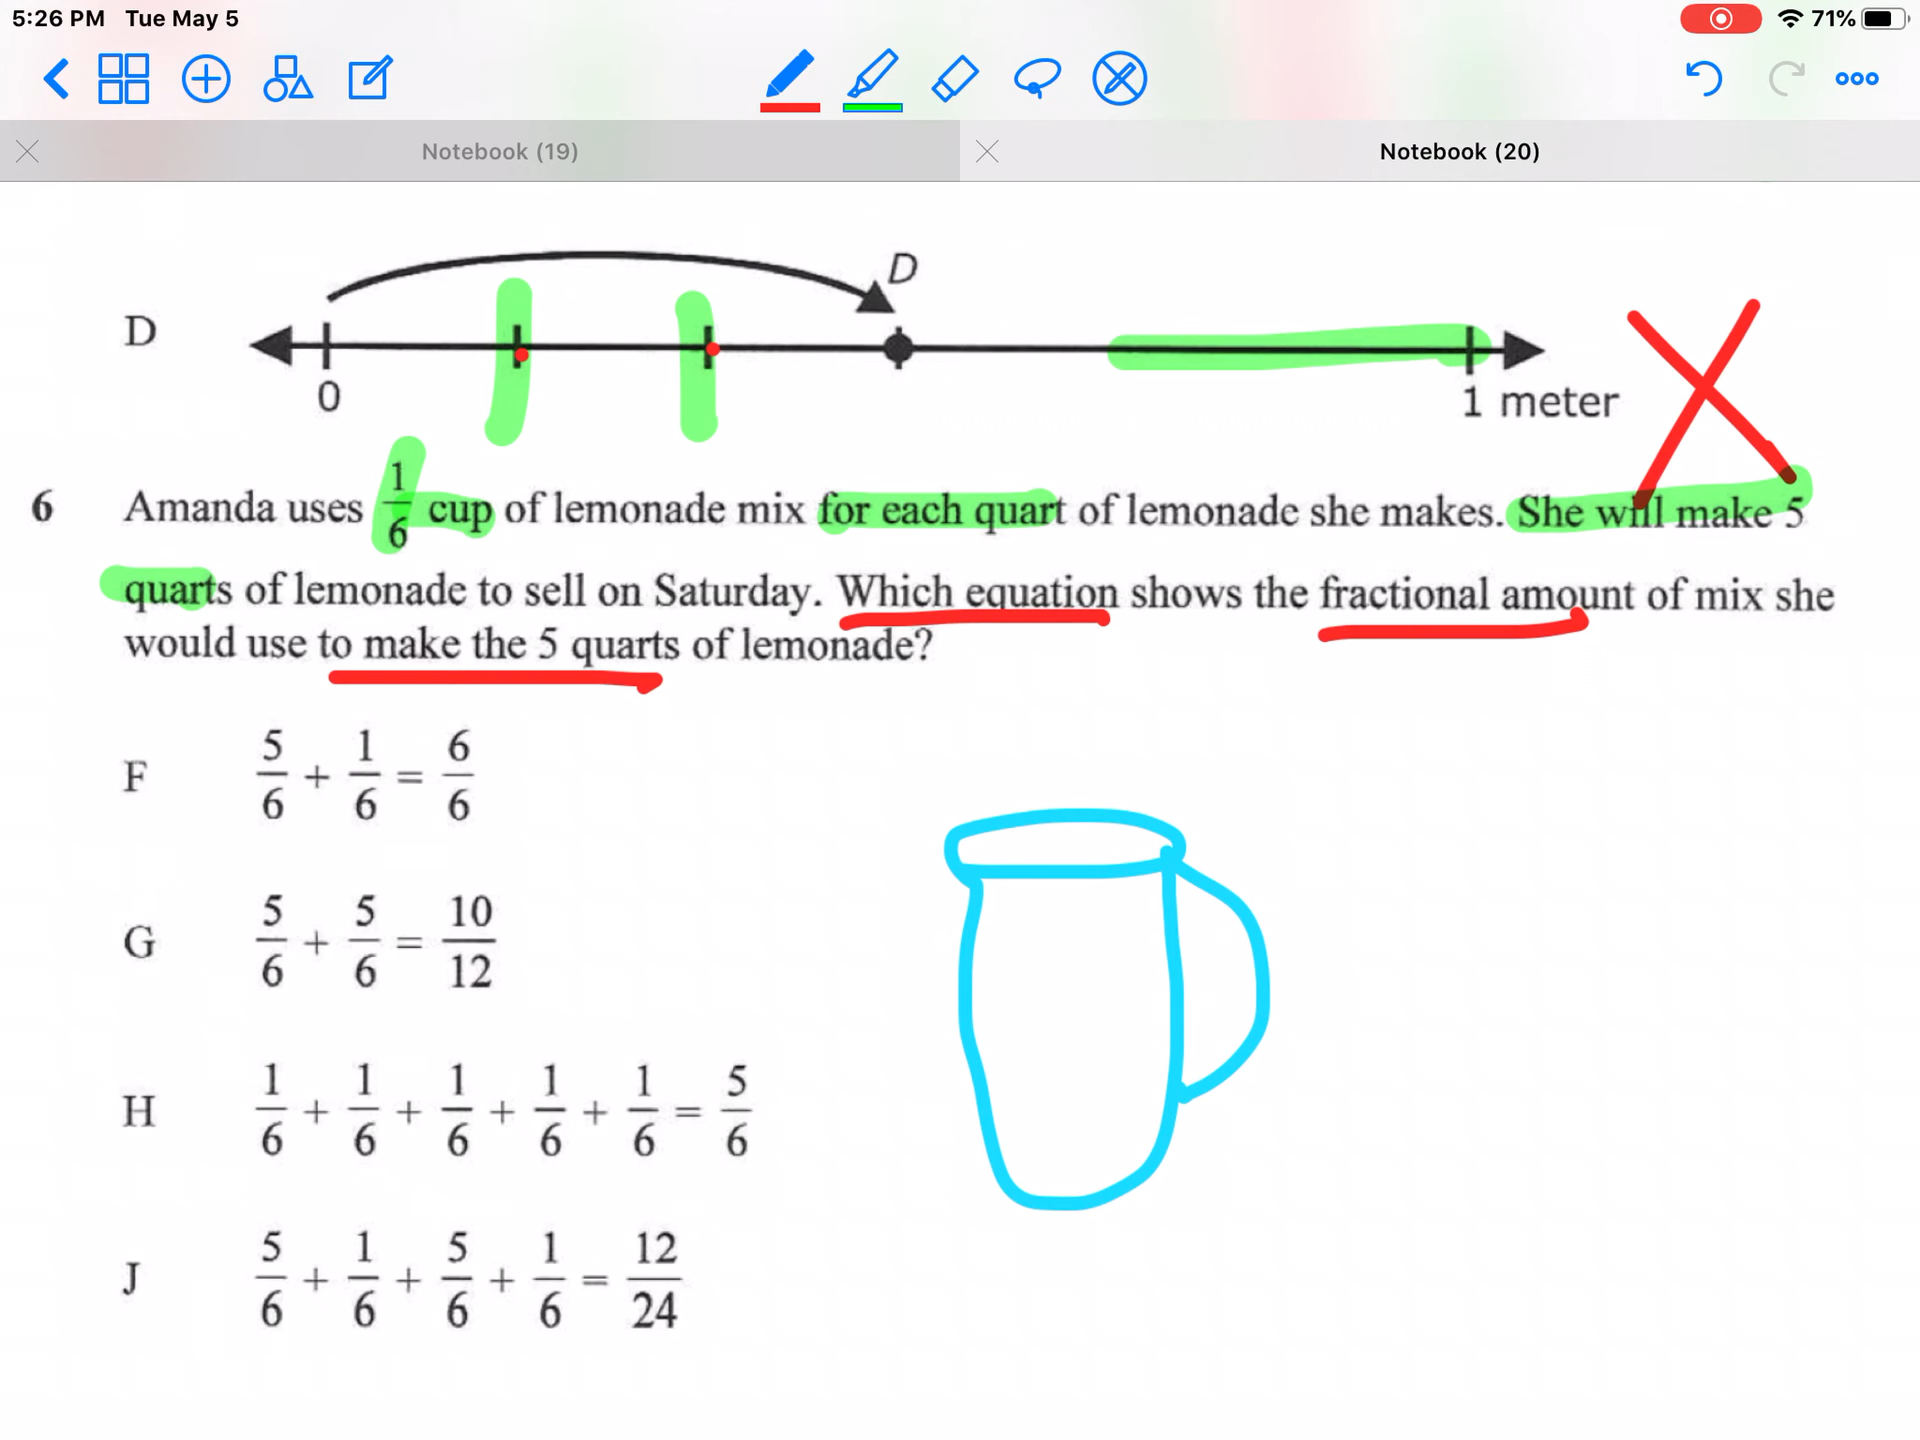 5:26 PM Tue May 5
71%
Notebook (19)
Notebook (20)
D
D
0
1 meter
6 Amanda uses 1/6 cup of lemonade mix for each quart of lemonade she makes. She will make 5
quarts of lemonade to sell on Saturday. Which equation shows the fractional amount of mix she
would use to make the 5 quarts of lemonade?
F 5/6 + 1/6 = 6/6
G 5/6 + 5/6 = 10/12
H 1/6 + 1/6 + 1/6 + 1/6 + 1/6 = 5/6
J 5/6 + 1/6 + 5/6 + 1/6 = 12/24